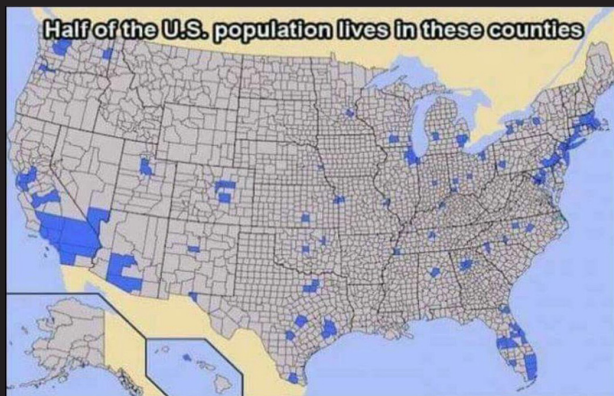 Half of the U.S. population lives in these counties